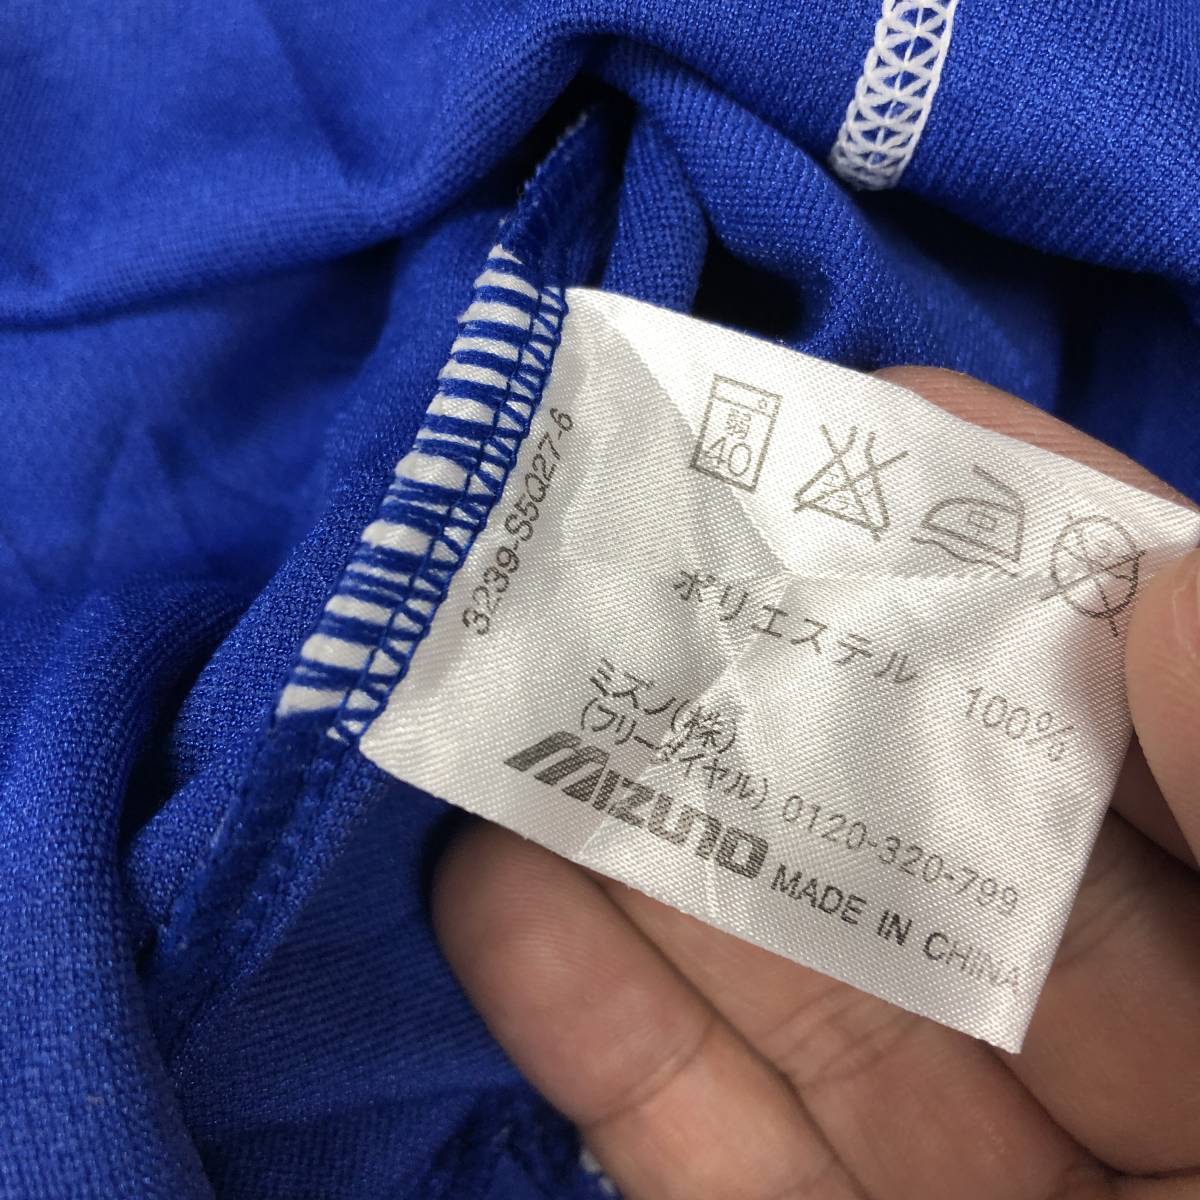 3239-S5Q27-6
弱
40
ポリエステル 100%
ミズノ(株)
(フリーダイヤル) 0120-320-799
MIZUNO MADE IN CHINA